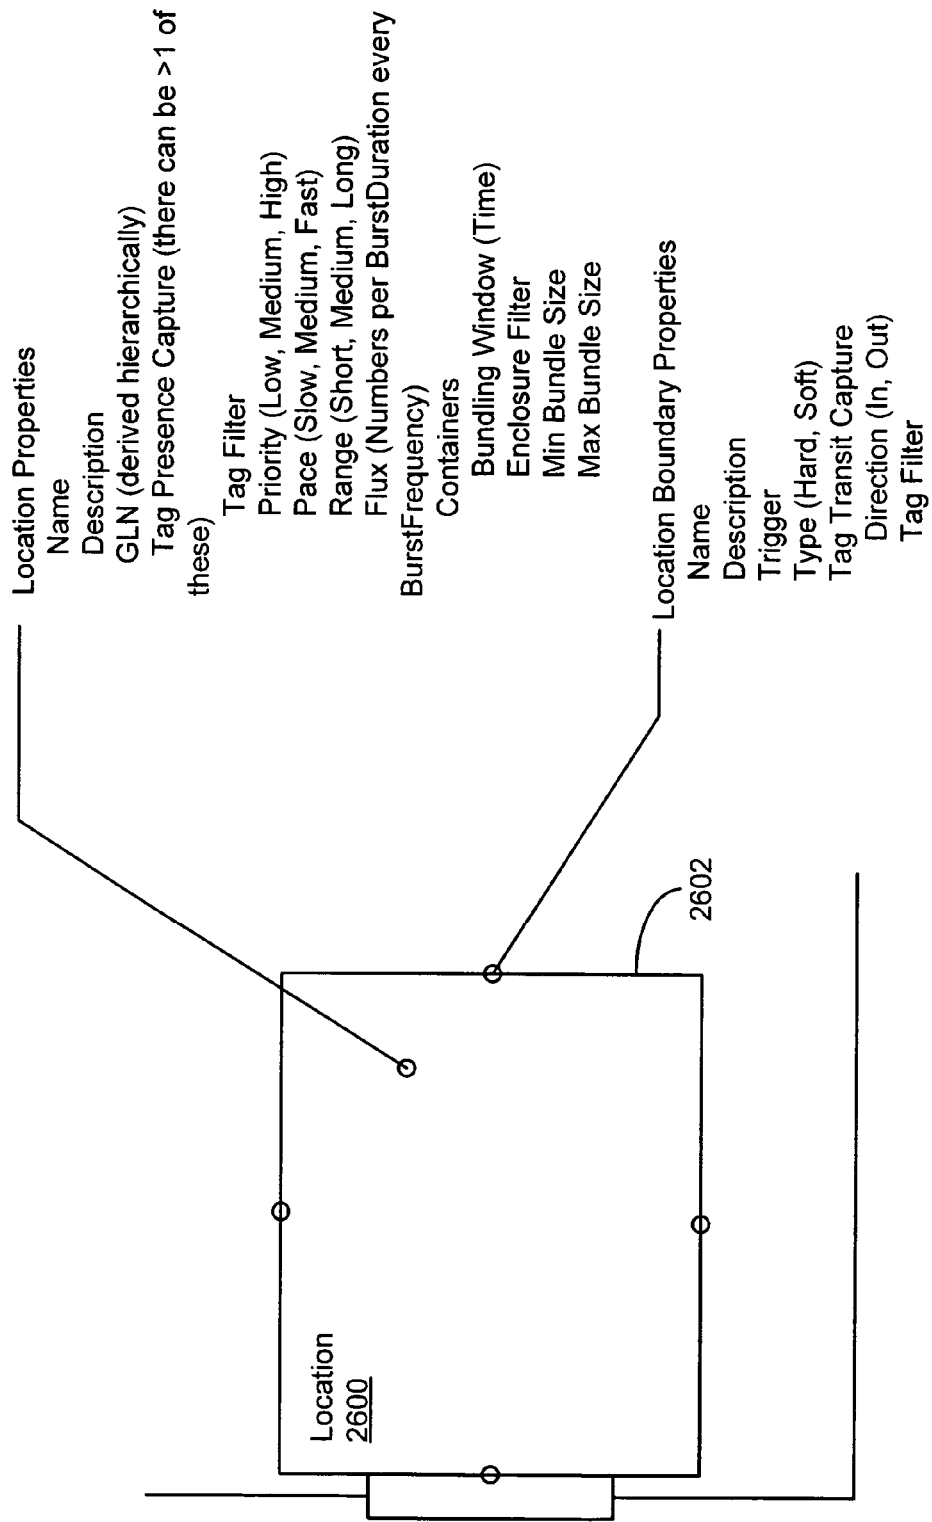 Location Properties
Name
Description
GLN (derived hierarchically)
Tag Presence Capture (there can be >1 of
these)
Tag Filter
Priority (Low, Medium, High)
Pace (Slow, Medium, Fast)
Range (Short, Medium, Long)
Flux (Numbers per BurstDuration every
BurstFrequency)
Containers
Bundling Window (Time)
Enclosure Filter
Min Bundle Size
Max Bundle Size
Location Boundary Properties
Name
Description
Trigger
Type (Hard, Soft)
Tag Transit Capture
Direction (In, Out)
Tag Filter
Location
2600
2602